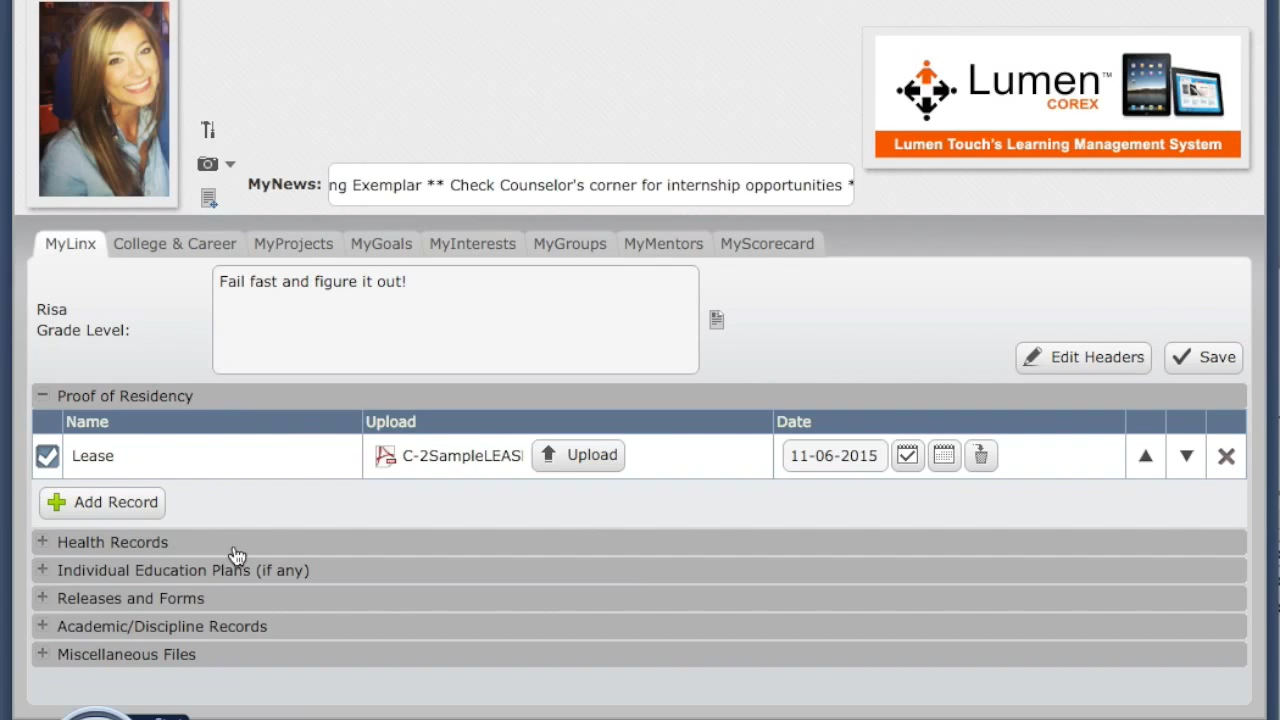 Lumen™
COREX
Lumen Touch's Learning Management System
MyNews:
ng Exemplar ** Check Counselor's corner for internship opportunities *
MyLinx College & Career MyProjects MyGoals MyInterests MyGroups MyMentors MyScorecard
Fail fast and figure it out!
Risa
Grade Level:
Edit Headers Save
Proof of Residency
Name Upload Date
Lease C-2SampleLEAS Upload 11-06-2015
Add Record
Health Records
Individual Education Plans (if any)
Releases and Forms
Academic/Discipline Records
Miscellaneous Files